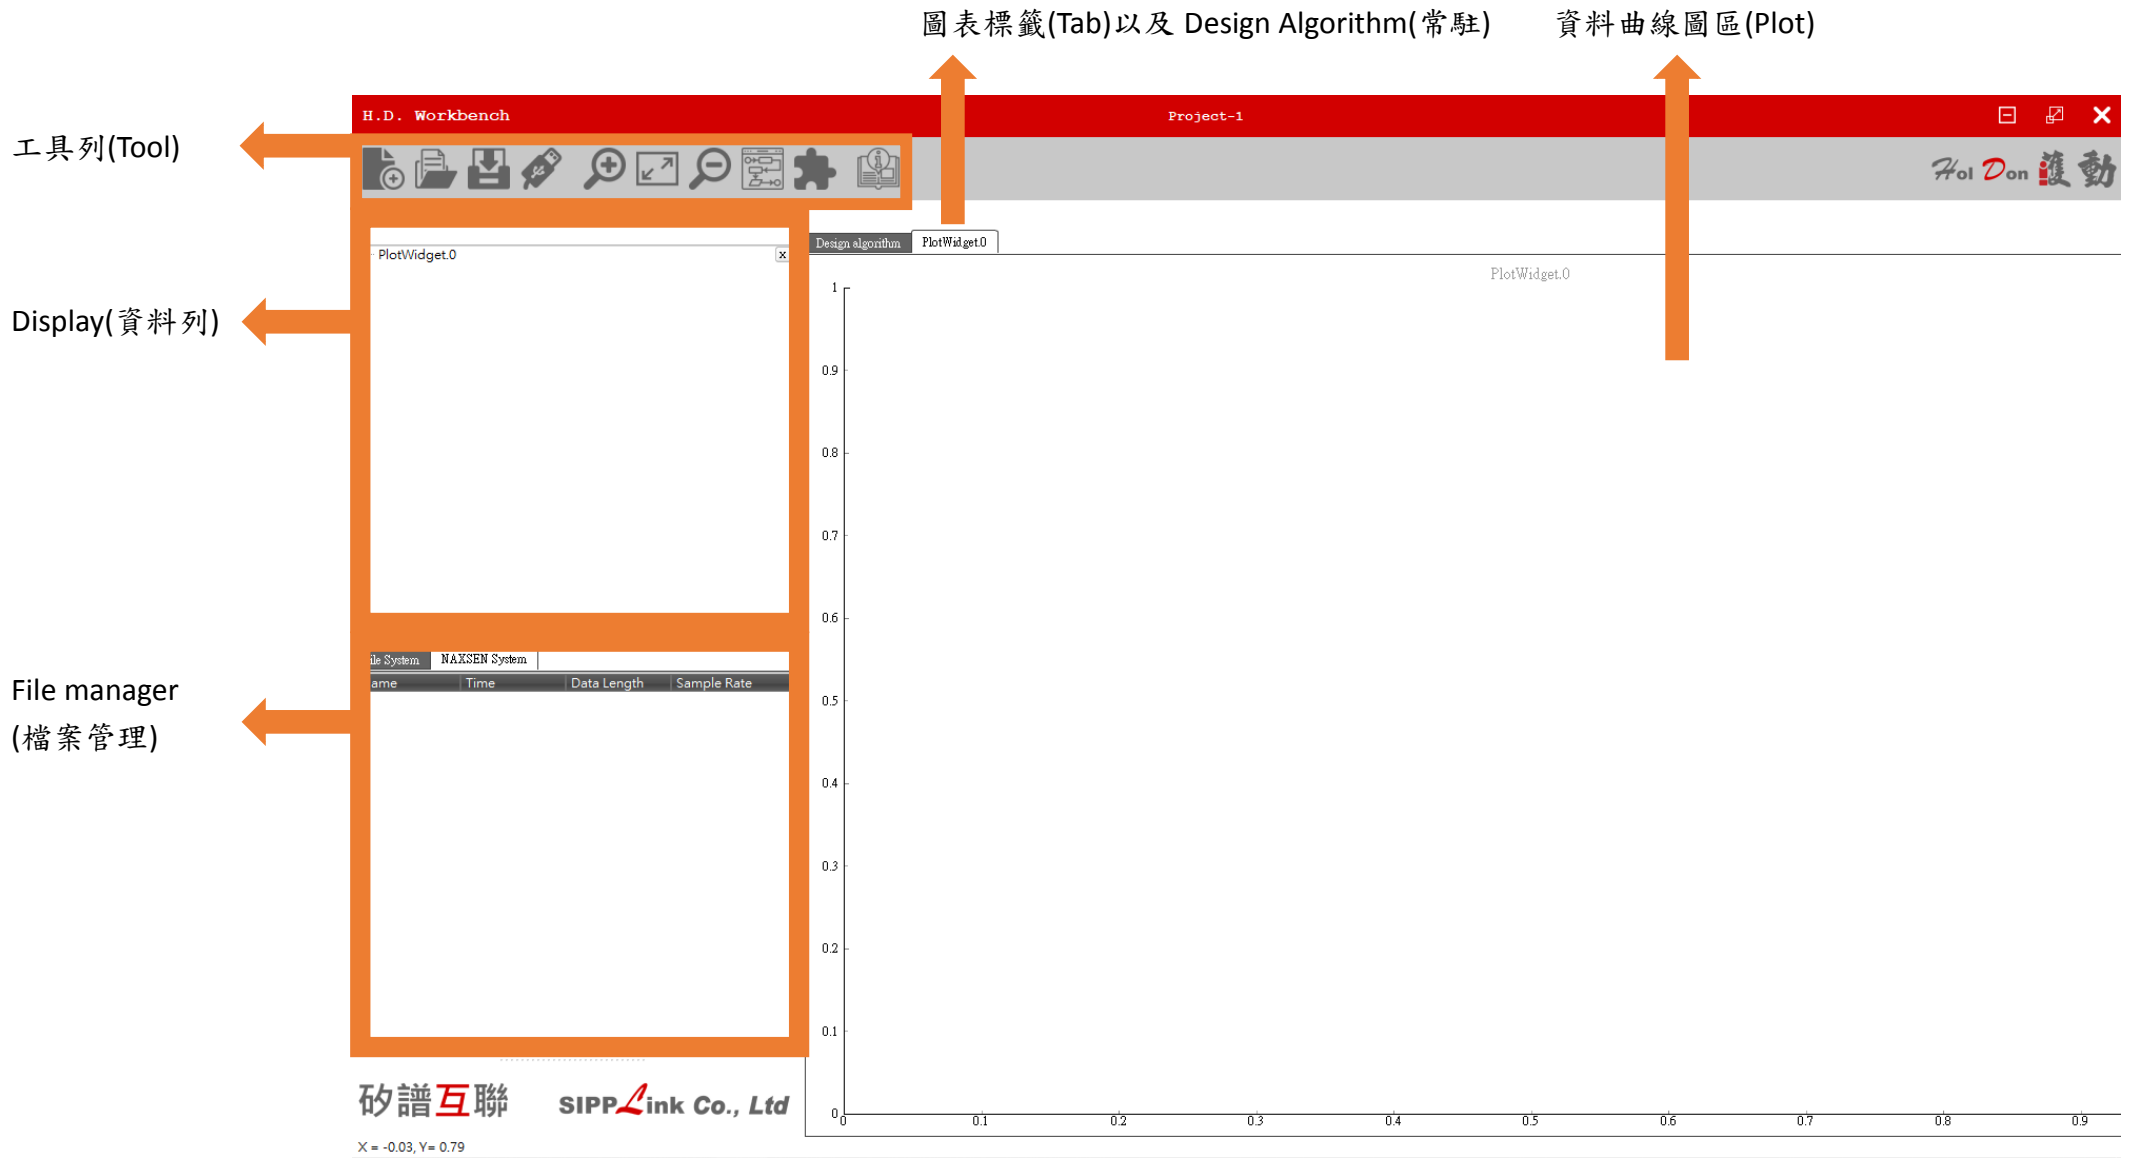 圖表標籤(Tab)以及 Design Algorithm(常駐)
資料曲線圖區(Plot)
H.D. Workbench
Project-1
工具列(Tool)
Hol Don 護動
Design algorithm
PlotWidget.0
PlotWidget.0
x
PlotWidget.0
Display(資料列)
1
0.9
0.8
0.7
0.6
0.5
0.4
0.3
0.2
0.1
0
ile System
NAXSEN System
ame
Time
Data Length
Sample Rate
File manager
(檔案管理)
0
0.1
0.2
0.3
0.4
0.5
0.6
0.7
0.8
0.9
矽譜互聯
SIPPLink Co., Ltd
X = -0.03, Y= 0.79